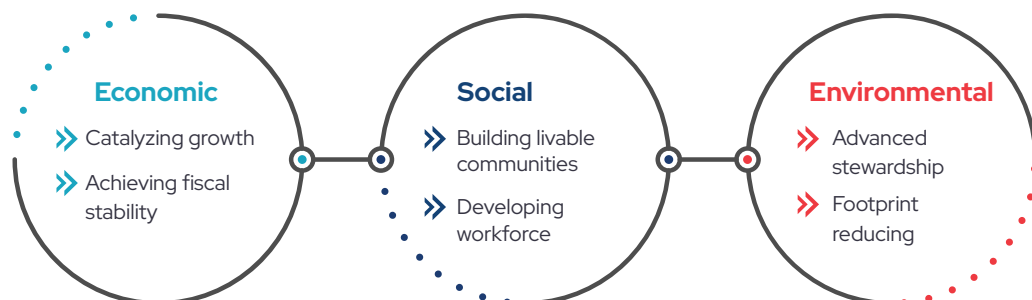 Economic
Catalyzing growth
Achieving fiscal
stability
Social
Building livable
communities
Developing
workforce
Environmental
Advanced
stewardship
Footprint
reducing